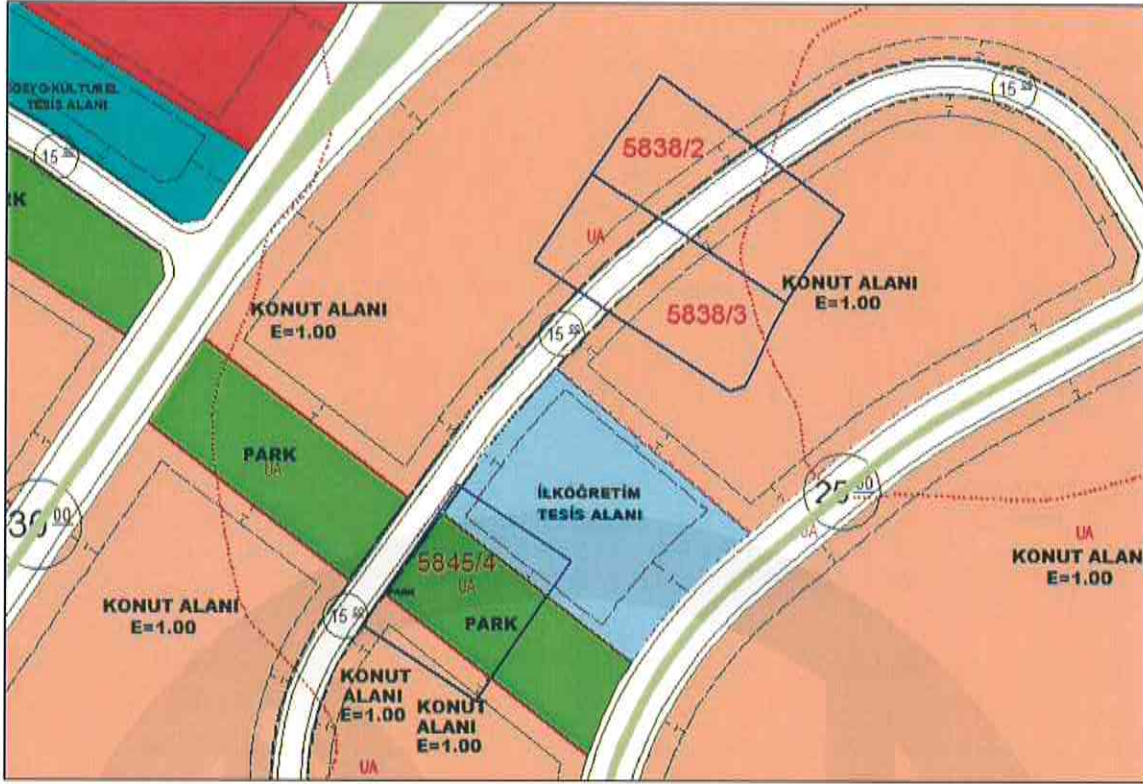 SOSYO-KÜLTÜREL
TESİS ALANI
15.00
RK
5838/2
15.00
UA
KONUT ALANI
E=1.00
KONUT ALANI
E=1.00
5838/3
15.00
PARK
UA
İLKÖĞRETİM
TESİS ALANI
30.00
25.00
UA
UA
KONUT ALANI
E=1.00
5845/4
UA
PARK
PARK
KONUT ALANI
E=1.00
15.00
KONUT
ALANI
E=1.00
KONUT
ALANI
E=1.00
UA